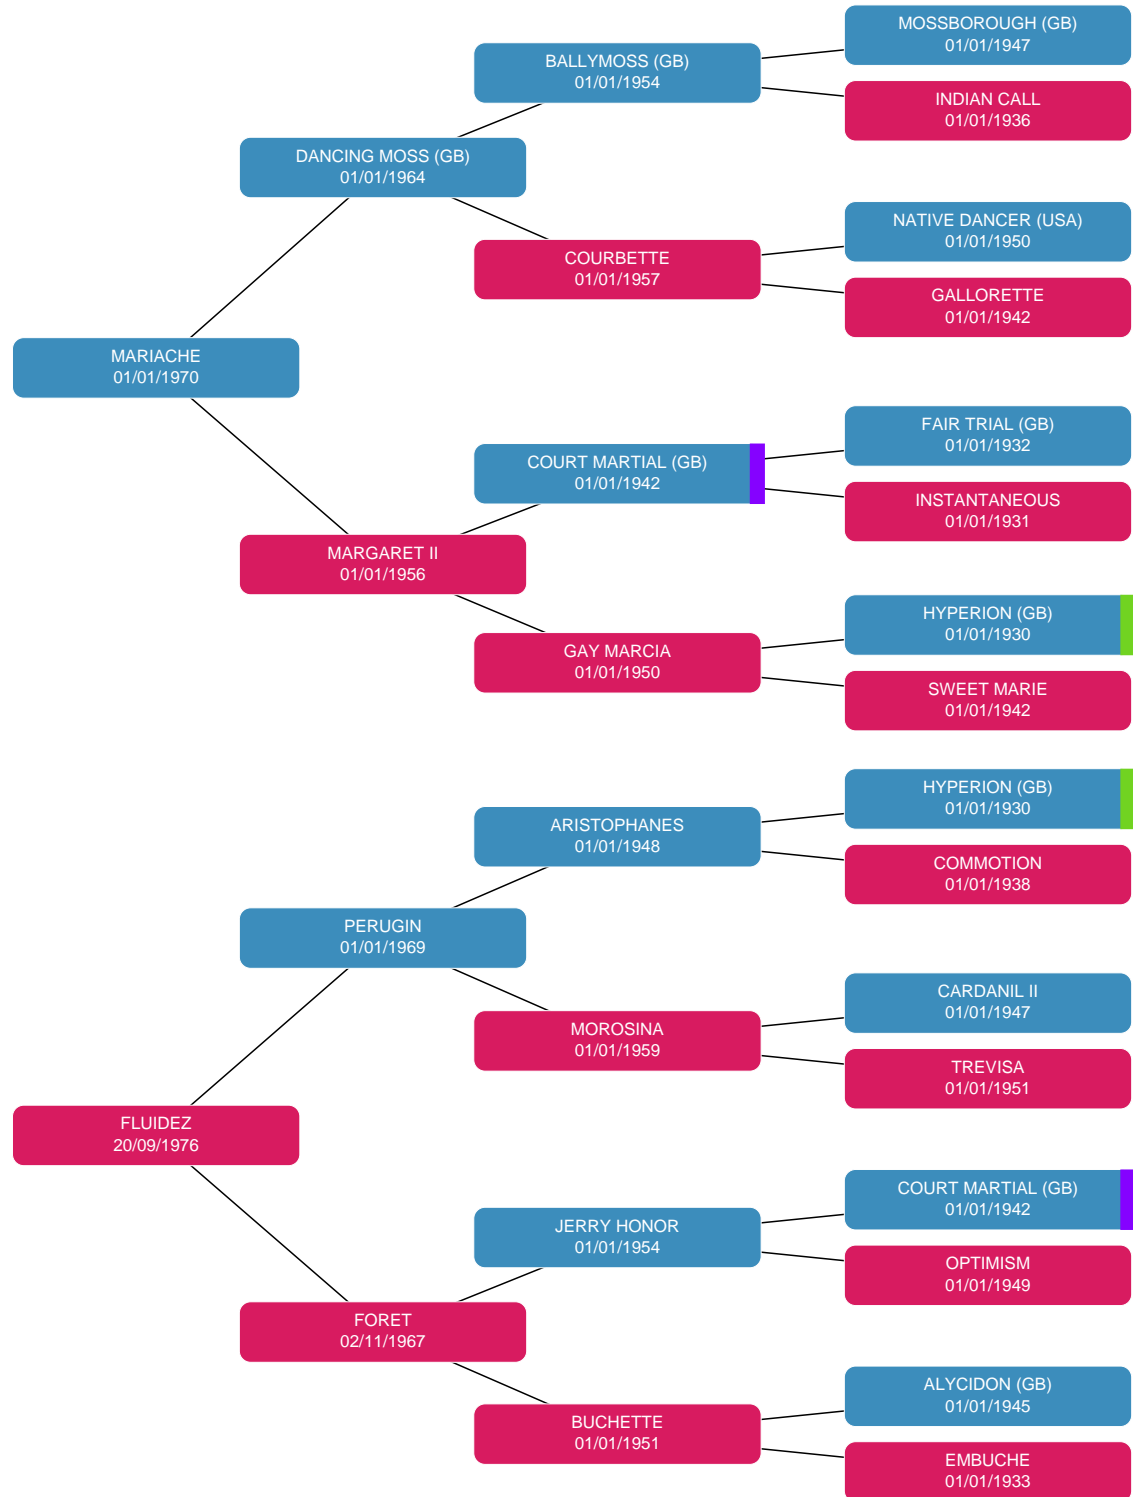 MOSSBOROUGH (GB)
01/01/1947
BALLYMOSS (GB)
01/01/1954
INDIAN CALL
01/01/1936
DANCING MOSS (GB)
01/01/1964
NATIVE DANCER (USA)
01/01/1950
COURBETTE
01/01/1957
GALLORETTE
01/01/1942
MARIACHE
01/01/1970
FAIR TRIAL (GB)
01/01/1932
COURT MARTIAL (GB)
01/01/1942
INSTANTANEOUS
01/01/1931
MARGARET II
01/01/1956
HYPERION (GB)
01/01/1930
GAY MARCIA
01/01/1950
SWEET MARIE
01/01/1942
HYPERION (GB)
01/01/1930
ARISTOPHANES
01/01/1948
COMMOTION
01/01/1938
PERUGIN
01/01/1969
CARDANIL II
01/01/1947
MOROSINA
01/01/1959
TREVISA
01/01/1951
FLUIDEZ
20/09/1976
COURT MARTIAL (GB)
01/01/1942
JERRY HONOR
01/01/1954
OPTIMISM
01/01/1949
FORET
02/11/1967
ALYCIDON (GB)
01/01/1945
BUCHETTE
01/01/1951
EMBUCHE
01/01/1933